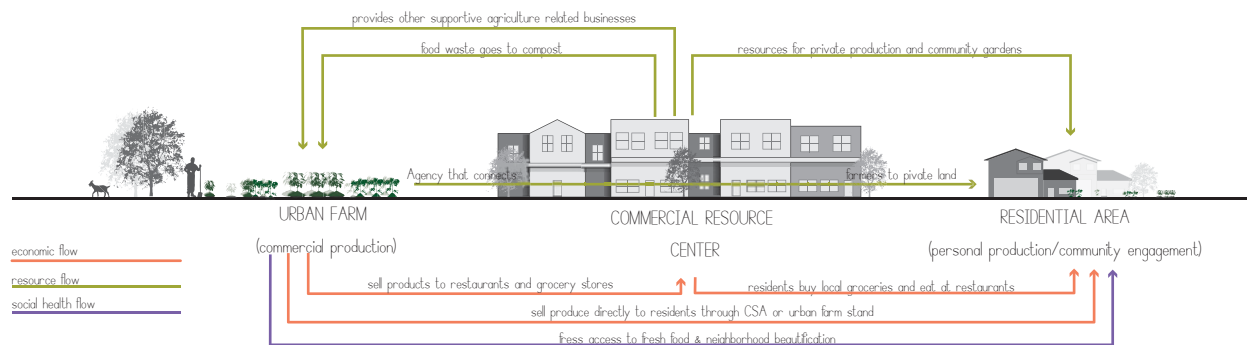 provides other supportive agriculture related businesses
food waste goes to compost
resources for private production and community gardens
Agency that connects
farmers to pivate land
URBAN FARM
(commercial production)
COMMERCIAL RESOURCE
CENTER
RESIDENTIAL AREA
(personal production/community engagement)
economic flow
resource flow
social health flow
sell products to restaurants and grocery stores
residents buy local groceries and eat at restaurants
sell produce directly to residents through CSA or urban farm stand
fress access to fresh food & neighborhood beautification